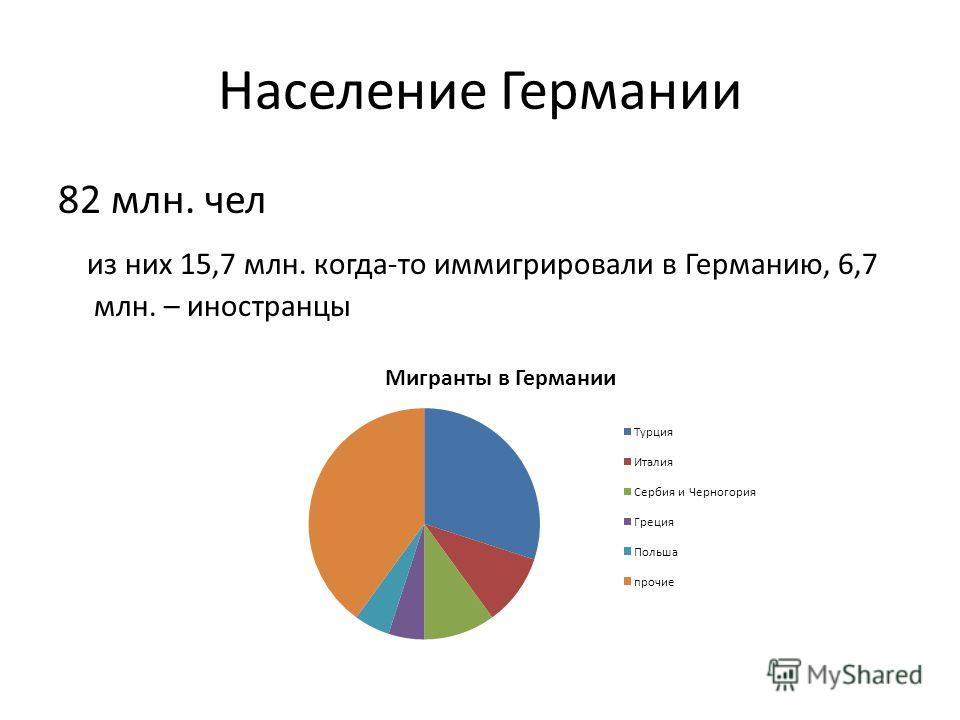 Население Германии
82 млн. чел
из них 15,7 млн. когда-то иммигрировали в Германию, 6,7
млн. – иностранцы
Мигранты в Германии
Турция
Италия
Сербия и Черногория
Греция
Польша
прочие
MyShared